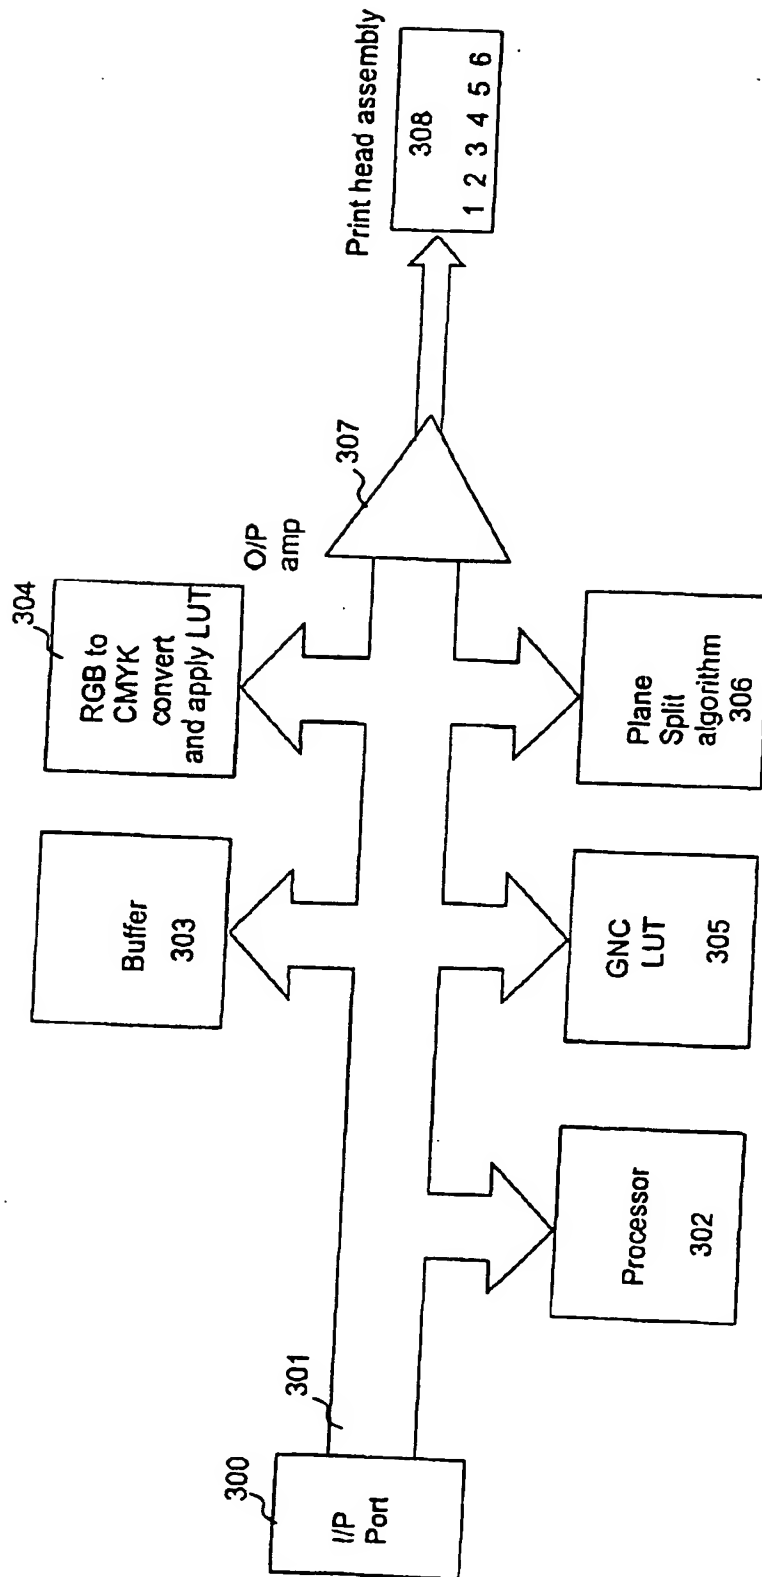 300
I/P
Port
301
Processor
302
Buffer
303
304
RGB to
CMYK
convert
and apply LUT
GNC
LUT
305
Plane
Split
algorithm
306
O/P
amp
307
Print head assembly
308
1 2 3 4 5 6